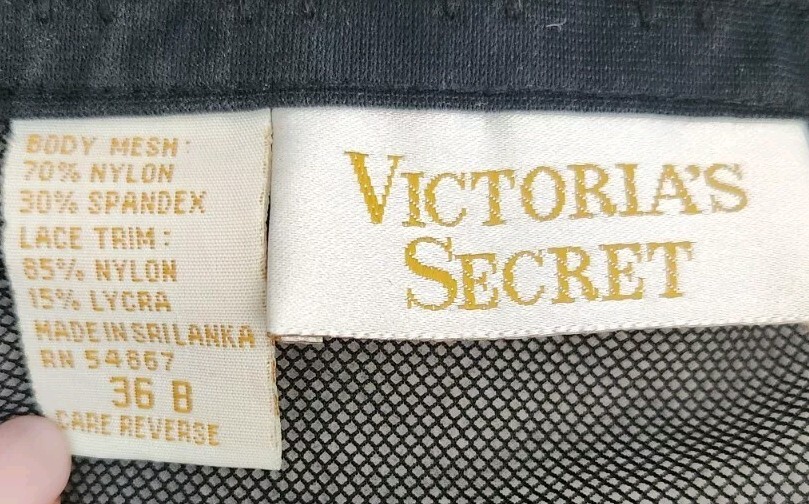 BODY MESH:
70% NYLON
30% SPANDEX
LACE TRIM:
85% NYLON
15% LYCRA
MADE IN SRI LANKA
RN 54867
36 B
CARE REVERSE
VICTORIA'S
SECRET